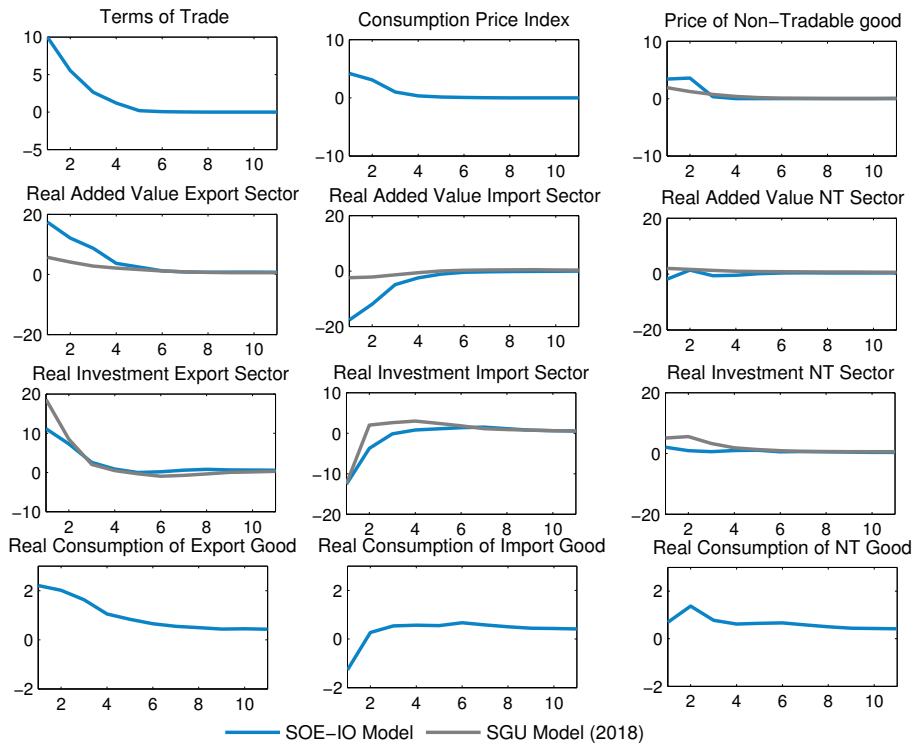 Terms of Trade
10
5
0
−5
2 4 6 8 10
Consumption Price Index
10
0
−10
2 4 6 8 10
Price of Non-Tradable good
10
0
−10
2 4 6 8 10
Real Added Value Export Sector
20
0
−20
2 4 6 8 10
Real Added Value Import Sector
20
0
−20
2 4 6 8 10
Real Added Value NT Sector
20
0
−20
2 4 6 8 10
Real Investment Export Sector
20
10
0
−10
2 4 6 8 10
Real Investment Import Sector
10
0
−10
−20
2 4 6 8 10
Real Investment NT Sector
20
0
−20
2 4 6 8 10
Real Consumption of Export Good
2
0
−2
2 4 6 8 10
Real Consumption of Import Good
2
0
−2
2 4 6 8 10
Real Consumption of NT Good
2
0
−2
2 4 6 8 10
SOE−IO Model SGU Model (2018)